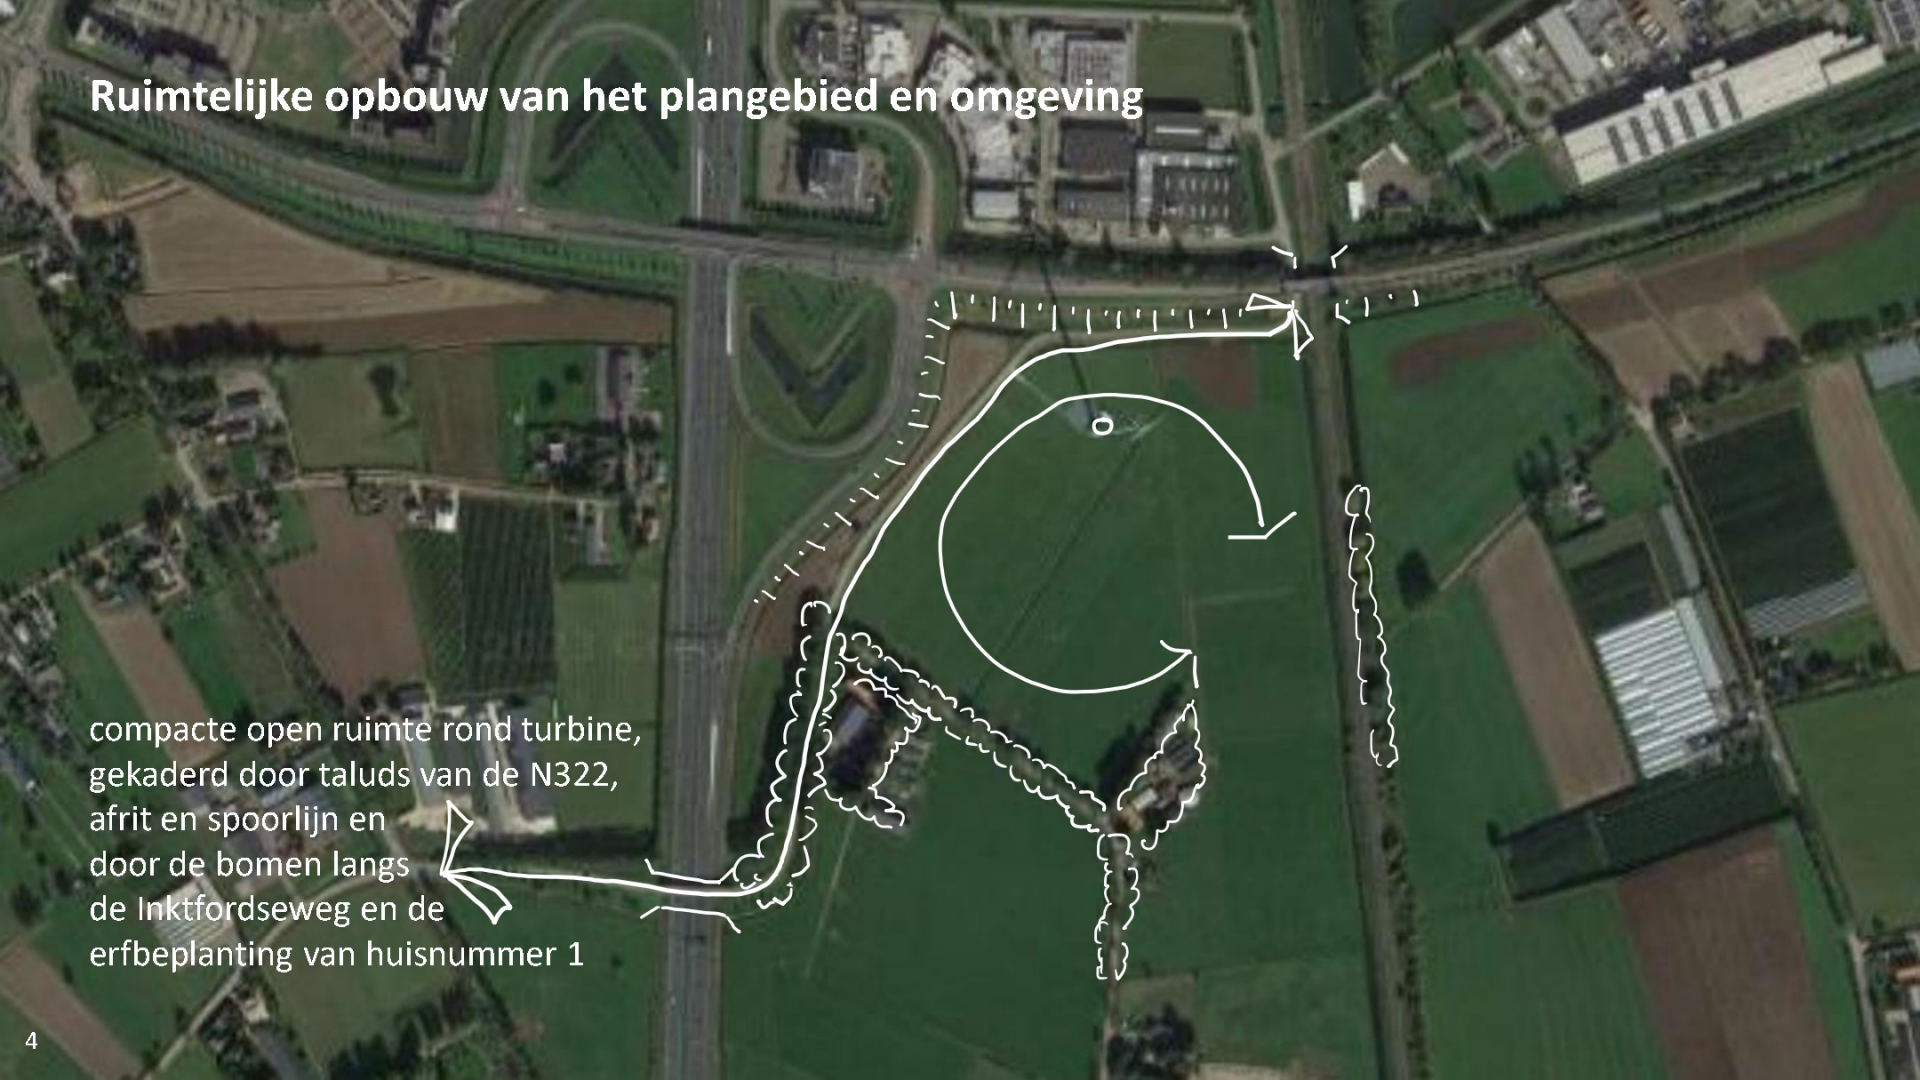 Ruimtelijke opbouw van het plangebied en omgeving
compacte open ruimte rond turbine,
gekaderd door taluds van de N322,
afrit en spoorlijn en
door de bomen langs
de Inktfordseweg en de
erfbeplanting van huisnummer 1
4